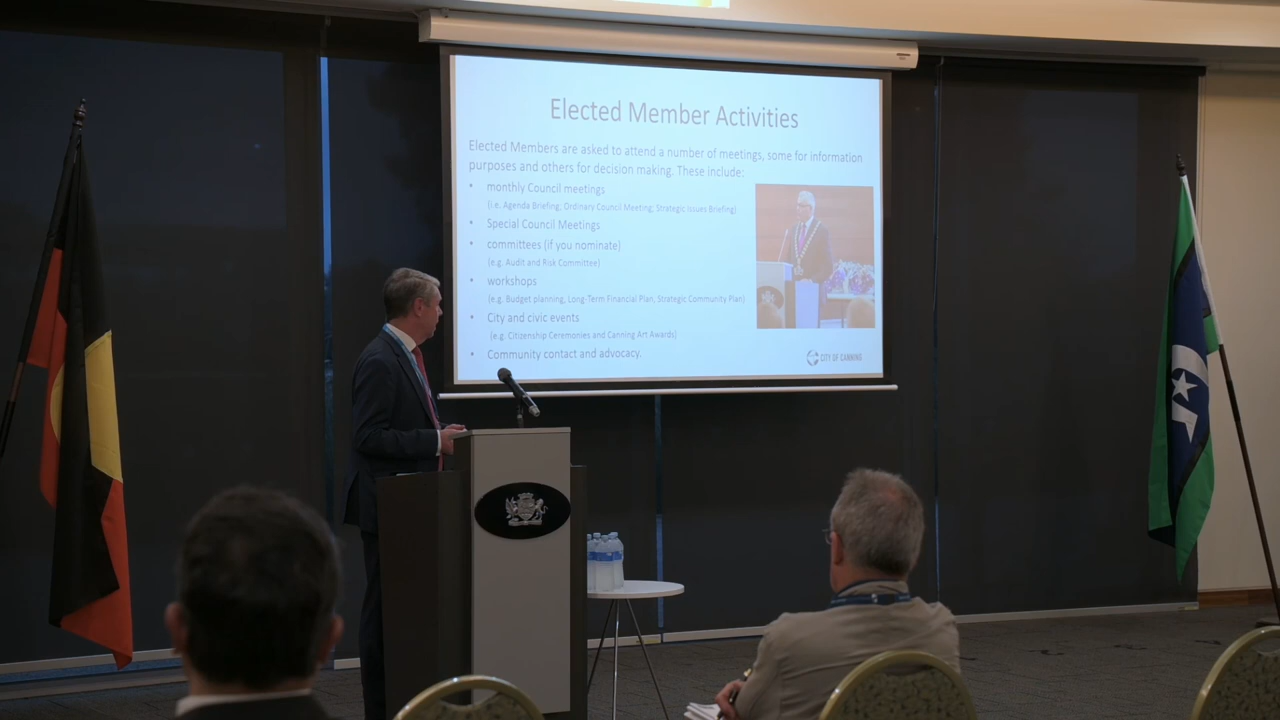 Elected Member Activities
Elected Members are asked to attend a number of meetings, some for information
purposes and others for decision making. These include:
• monthly Council meetings
(i.e. Agenda Briefing; Ordinary Council Meeting; Strategic Issues Briefing)
• Special Council Meetings
• committees (if you nominate)
(e.g. Audit and Risk Committee)
• workshops
(e.g. Budget planning, Long-Term Financial Plan, Strategic Community Plan)
• City and civic events
(e.g. Citizenship Ceremonies and Canning Art Awards)
• Community contact and advocacy.
CITY OF CANNING